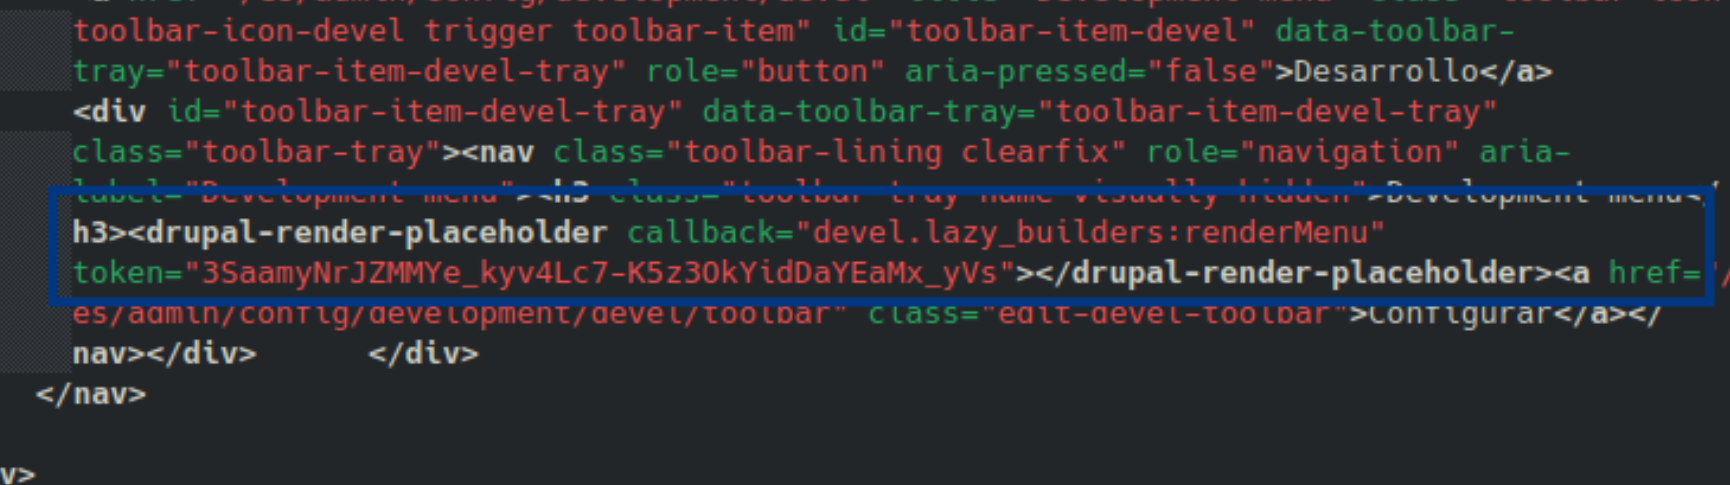 toolbar-icon-devel trigger toolbar-item" id="toolbar-item-devel" data-toolbar-
tray="toolbar-item-devel-tray" role="button" aria-pressed="false">Desarrollo</a>
<div id="toolbar-item-devel-tray" data-toolbar-tray="toolbar-item-devel-tray"
class="toolbar-tray"><nav class="toolbar-lining clearfix" role="navigation" aria-
label="Development menu"><h3 class="toolbar-tray-name visually-hidden">Development menu</
h3><drupal-render-placeholder callback="devel.lazy_builders:renderMenu"
token="3SaamyNrJZMMYe_kyv4Lc7-K5z3OkYidDaYEaMx_yVs"></drupal-render-placeholder><a href="/
es/admin/config/development/devel/toolbar" class="edit-devel-toolbar">Configurar</a></
nav></div> </div>
</nav>
v>